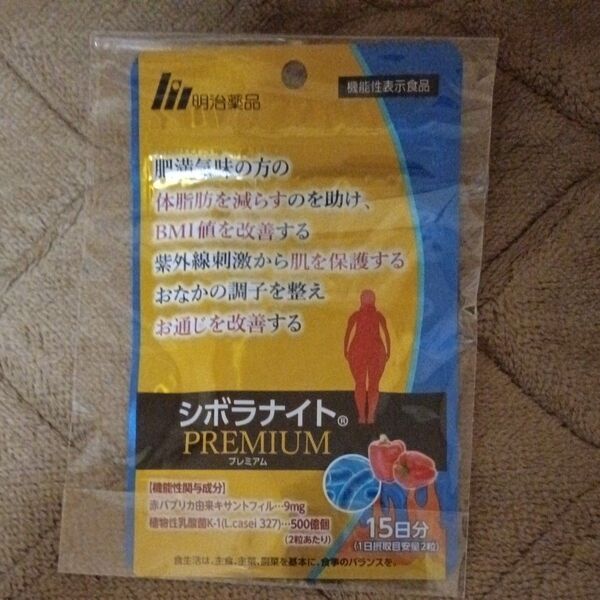 明治薬品
機能性表示食品
肥満気味の方の
体脂肪を減らすのを助け、
BMI値を改善する
紫外線刺激から肌を保護する
おなかの調子を整え
お通じを改善する
シボラナイト®
PREMIUM
プレミアム
【機能性関与成分】
赤パプリカ由来キサントフィル…9mg
植物性乳酸菌K-1(L.casei 327)…500億個
(2粒あたり)
15日分
(1日摂取目安量2粒)
食生活は、主食、主菜、副菜を基本に、食事のバランスを。